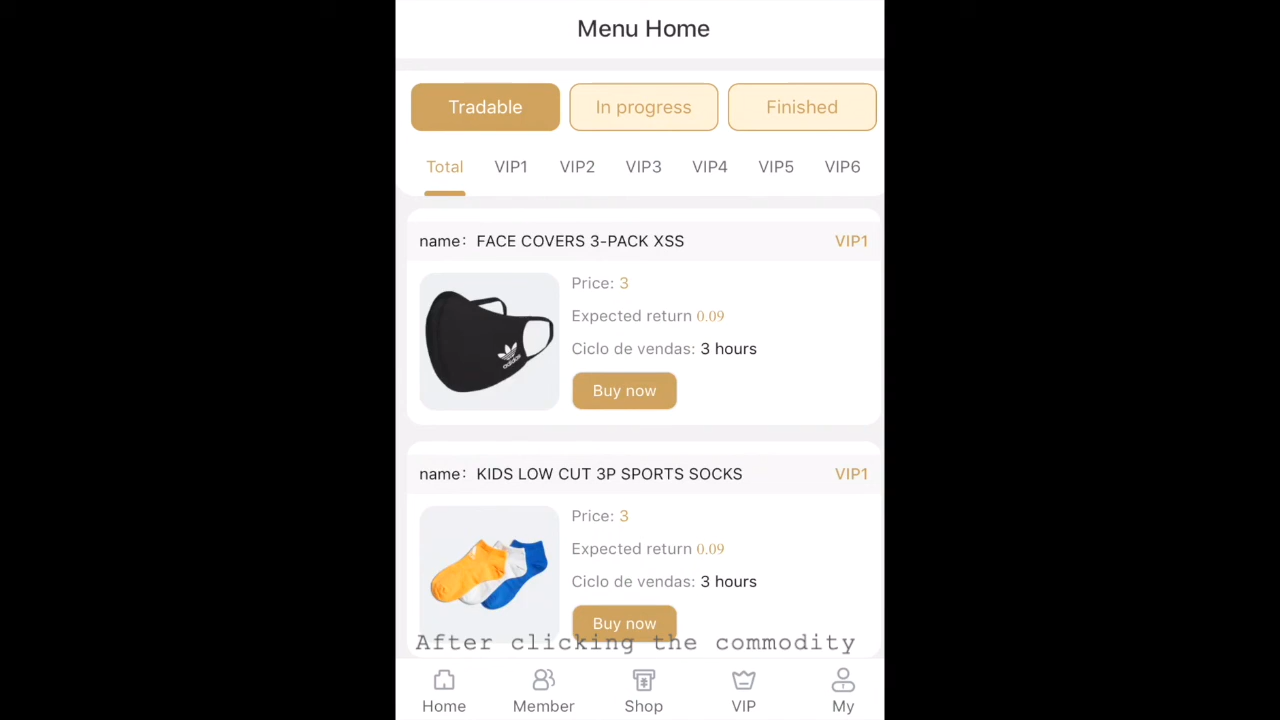 Menu Home
Tradable In progress Finished
Total VIP1 VIP2 VIP3 VIP4 VIP5 VIP6
name: FACE COVERS 3-PACK XSS VIP1
adidas
Price: 3
Expected return 0.09
Ciclo de vendas: 3 hours
Buy now
name: KIDS LOW CUT 3P SPORTS SOCKS VIP1
Price: 3
Expected return 0.09
Ciclo de vendas: 3 hours
Buy now
After clicking the commodity
Home Member Shop VIP My